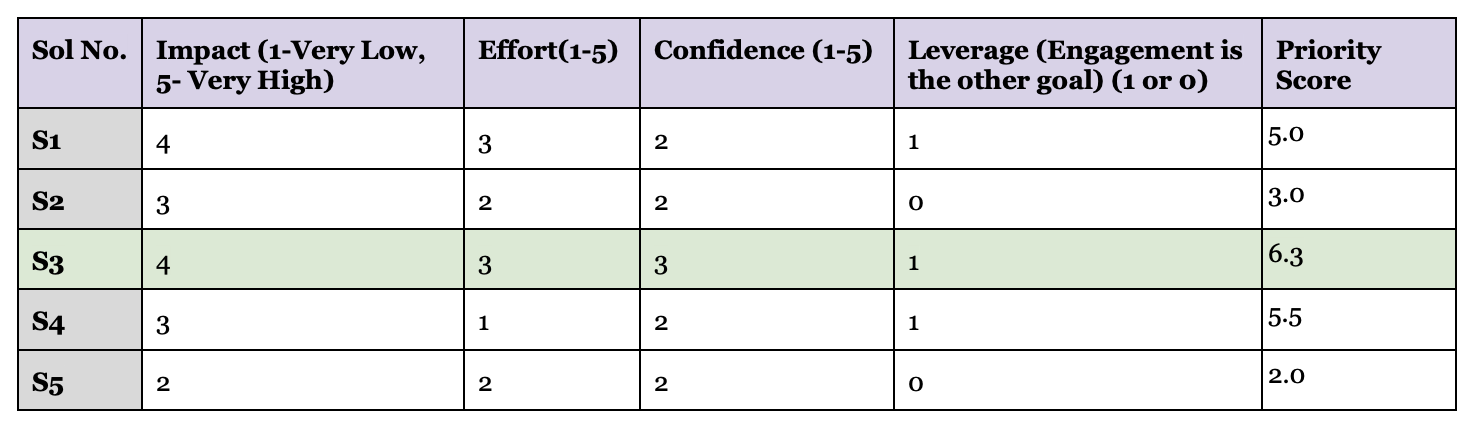 Sol No. Impact (1-Very Low, Effort(1-5) Confidence (1-5) Leverage (Engagement is Priority
5- Very High) the other goal) (1 or 0) Score
S1 4 3 2 1 5.0
S2 3 2 2 0 3.0
S3 4 3 3 1 6.3
S4 3 1 2 1 5.5
S5 2 2 2 0 2.0